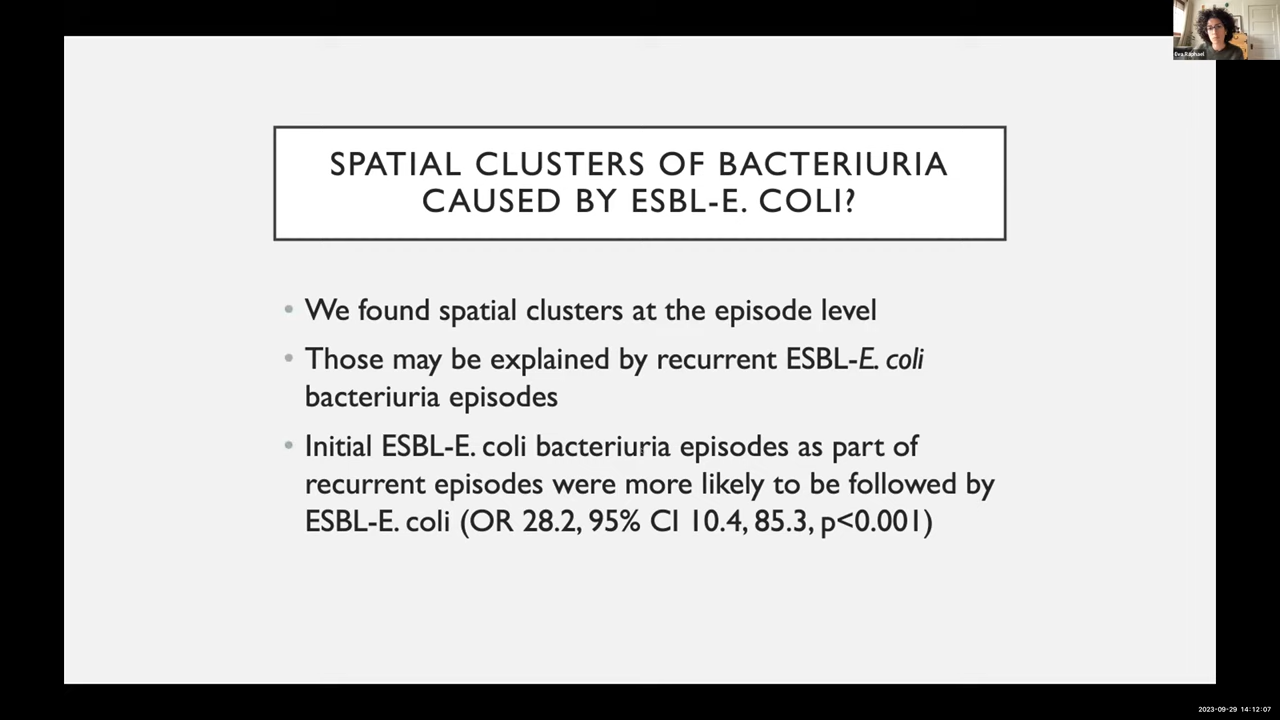 Eva Raphael
SPATIAL CLUSTERS OF BACTERIURIA
CAUSED BY ESBL-E. COLI?
• We found spatial clusters at the episode level
• Those may be explained by recurrent ESBL-E. coli
bacteriuria episodes
• Initial ESBL-E. coli bacteriuria episodes as part of
recurrent episodes were more likely to be followed by
ESBL-E. coli (OR 28.2, 95% CI 10.4, 85.3, p<0.001)
2023-09-29 14:12:07